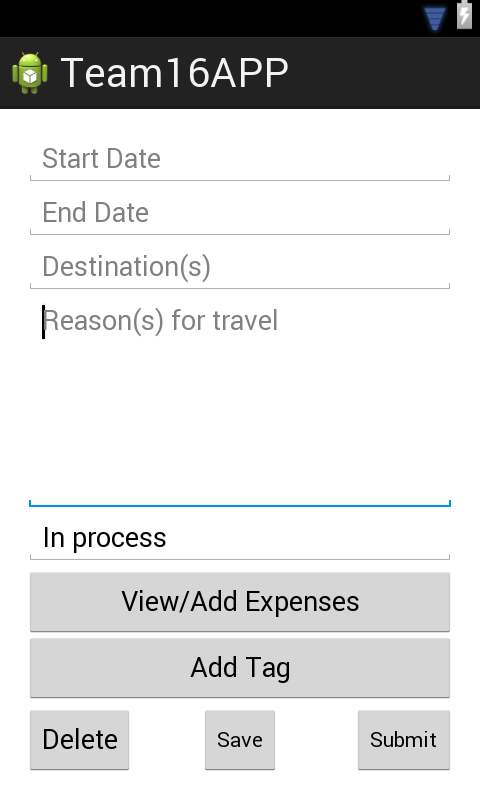 Team16APP
Start Date
End Date
Destination(s)
Reason(s) for travel
In process
View/Add Expenses
Add Tag
Delete
Save
Submit